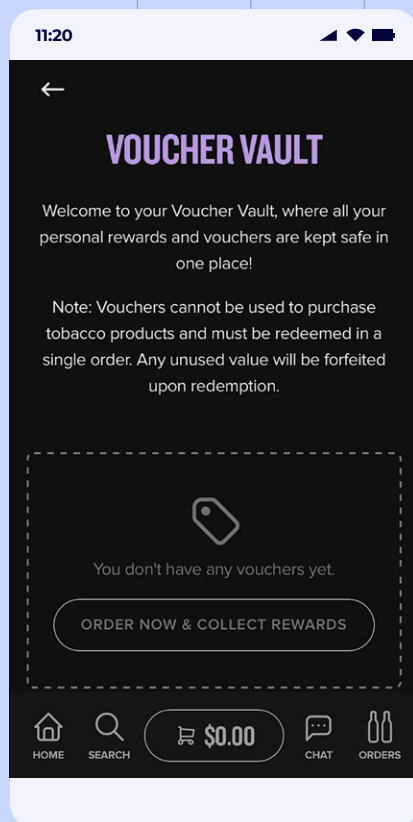 11:20
VOUCHER VAULT
Welcome to your Voucher Vault, where all your
personal rewards and vouchers are kept safe in
one place!
Note: Vouchers cannot be used to purchase
tobacco products and must be redeemed in a
single order. Any unused value will be forfeited
upon redemption.
You don't have any vouchers yet.
ORDER NOW & COLLECT REWARDS
HOME
SEARCH
$0.00
CHAT
ORDERS